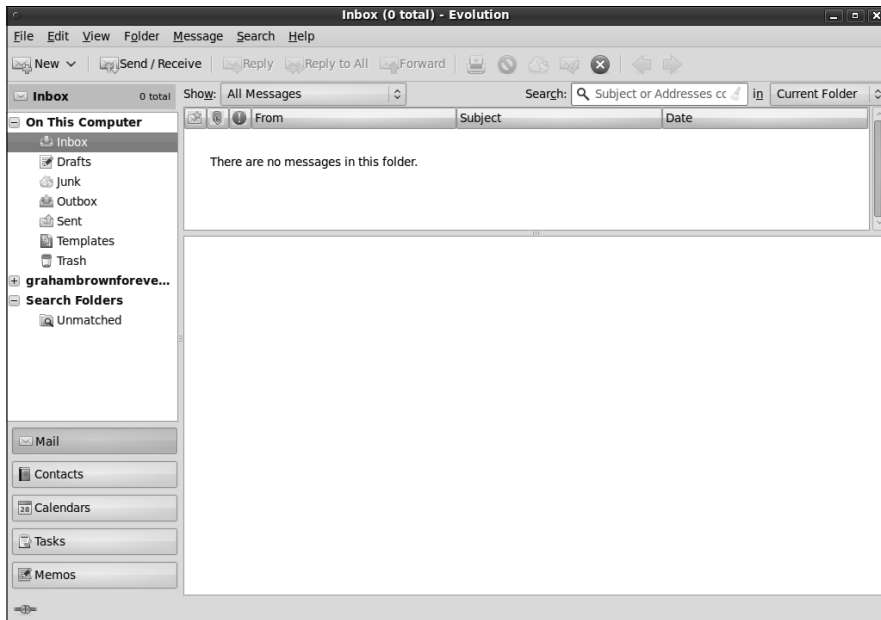 Inbox (0 total) - Evolution
File Edit View Folder Message Search Help
New Send / Receive Reply Reply to All Forward
Inbox 0 total Show: All Messages Search: Subject or Addresses cc in Current Folder
On This Computer From Subject Date
Inbox
Drafts There are no messages in this folder.
Junk
Outbox
Sent
Templates
Trash
grahambrownforeve...
Search Folders
Unmatched
Mail
Contacts
28 Calendars
Tasks
Memos